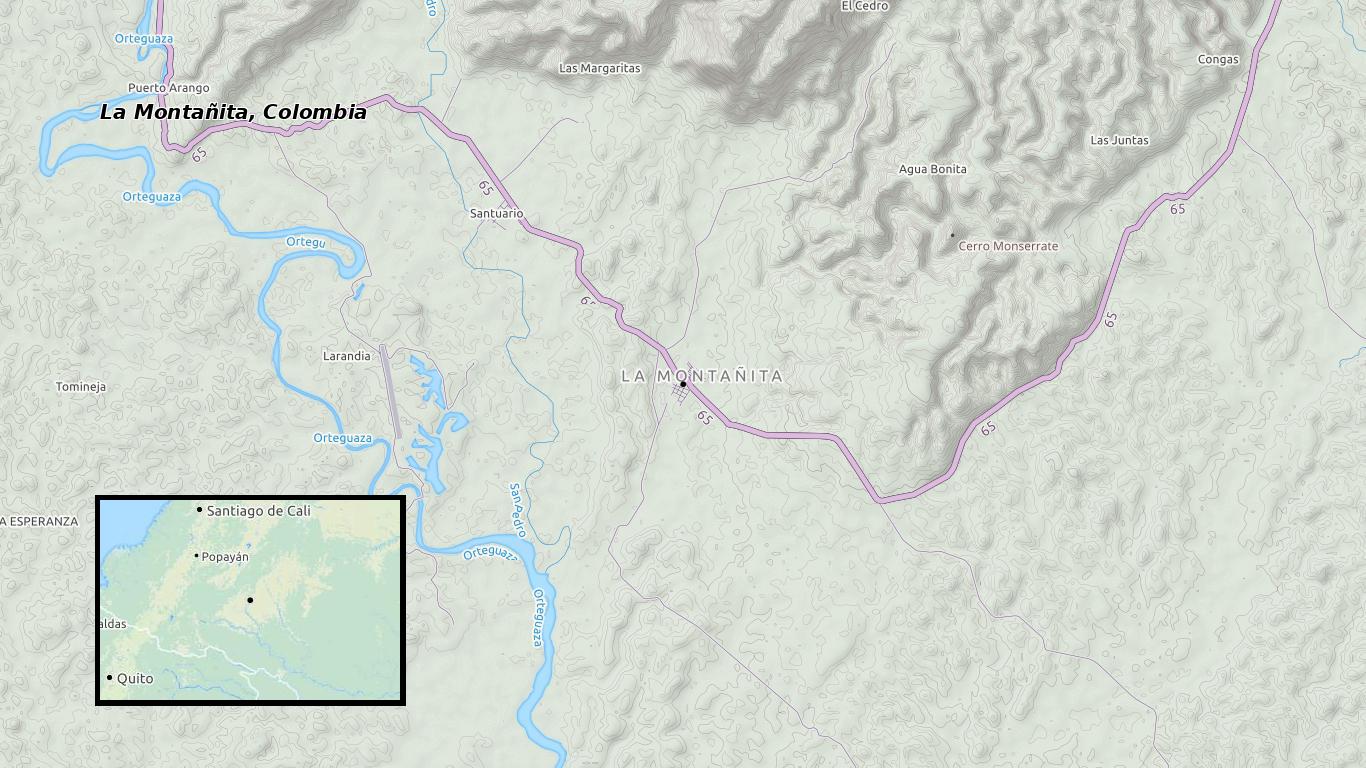 El Cedro
dro
Orteguaza
Congas
Las Margaritas
Puerto Arango
La Montañita, Colombia
Las Juntas
65
Agua Bonita
65
Orteguaza
65
Santuario
Ortegu
Cerro Monserrate
65
Larandia
LA MONTAÑITA
Tomineja
65
65
Orteguaza
San Pedro
A ESPERANZA
Orteguaza
Orteguaza
Santiago de Cali
Popayán
aldas
Quito